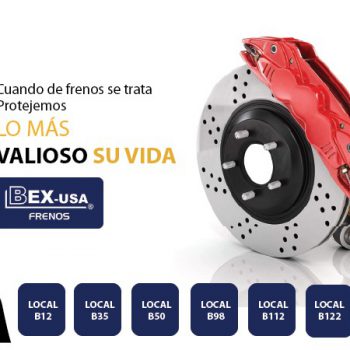 Cuando de frenos se trata
Protejemos
LO MÁS
VALIOSO SU VIDA
BEX-USA®
FRENOS
LOCAL B12
LOCAL B35
LOCAL B50
LOCAL B98
LOCAL B112
LOCAL B122